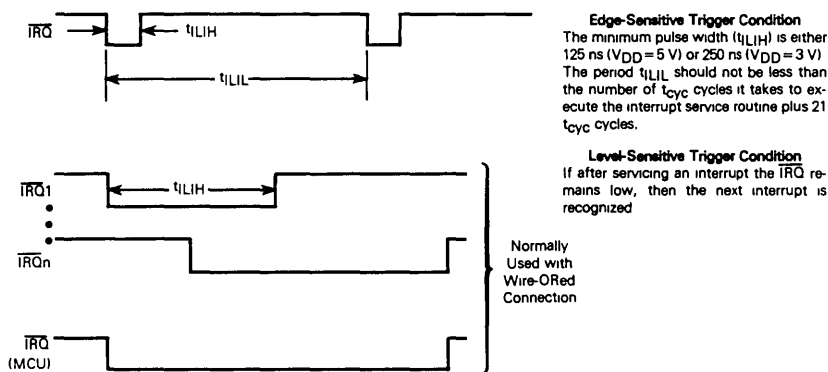 IRQ
tILIH
tILIL
Edge-Sensitive Trigger Condition
The minimum pulse width (tILIH) is either
125 ns (VDD=5 V) or 250 ns (VDD=3 V)
The period tILIL should not be less than
the number of tcyc cycles it takes to ex-
ecute the interrupt service routine plus 21
tcyc cycles.
Level-Sensitive Trigger Condition
If after servicing an interrupt the IRQ re-
mains low, then the next interrupt is
recognized
IRQ1
tILIH
IRQn
Normally
Used with
Wire-ORed
Connection
IRQ
(MCU)